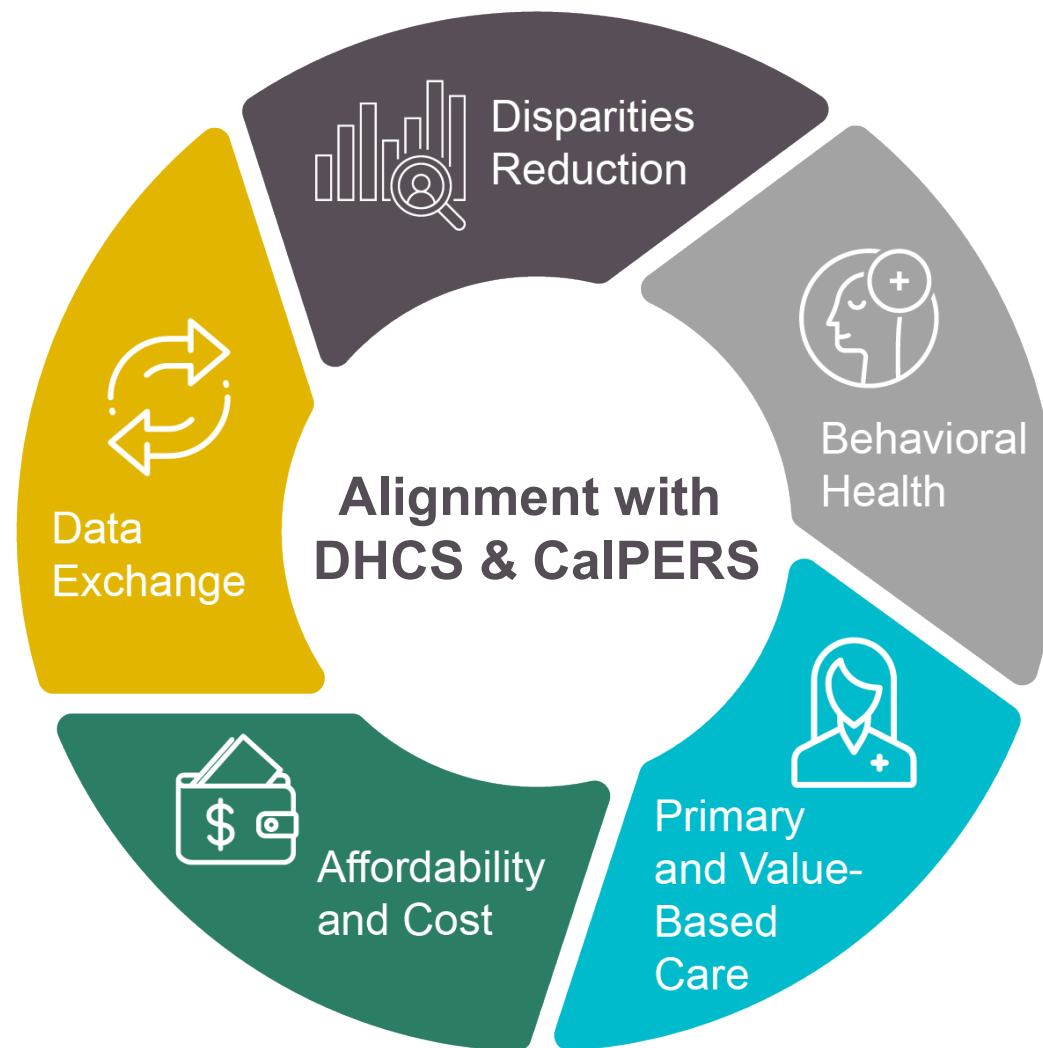 Disparities
Reduction
Behavioral
Health
Alignment with
DHCS & CalPERS
Data
Exchange
Primary
and Value-
Based
Care
$
Affordability
and Cost